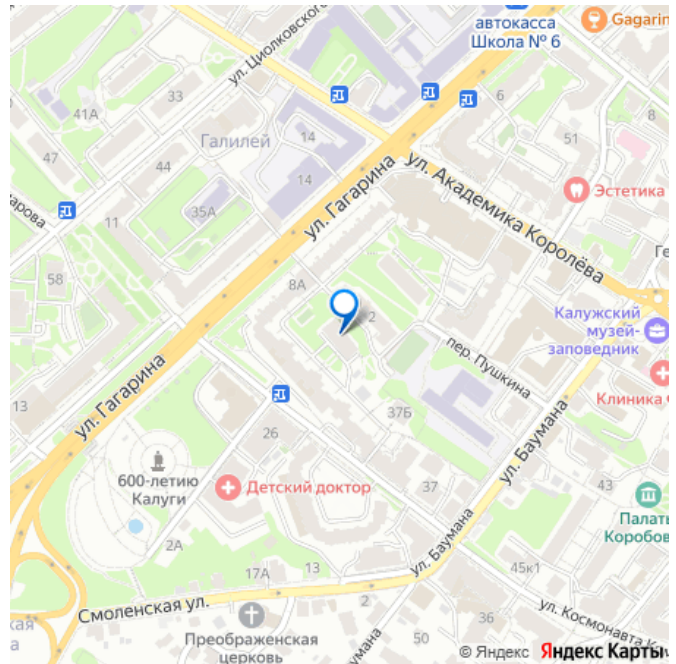 автокасса
Школа № 6
Gagarin
ул. Циолковского
6
8
33
41А
51
Галилей
14
47
44
14
Эстетика
ул. Гагарина
ул. Академика Королёва
35А
11
58
8А
Ге
Калужский
музей-
заповедник
2
пер. Пушкина
Клиника
13
ул. Гагарина
37Б
ул. Баумана
26
600-летию
Калуги
Детский доктор
37
43
Палаты
Коробов
2А
ул. Баумана
17А
13
45к1
Смоленская ул.
2
36
ул. Космонавта Ко
Преображенская
церковь
50
© Яндекс Яндекс Карты